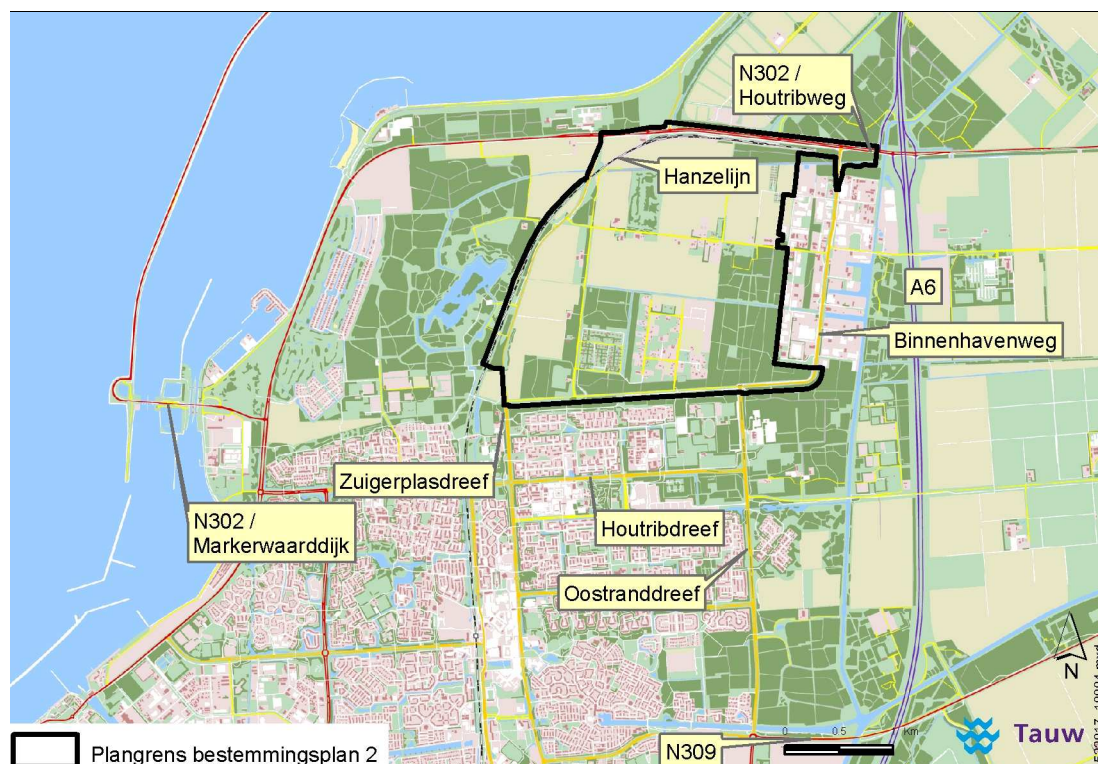 N302 /
Houtribweg
Hanzelijn
A6
Binnenhavenweg
Zuigerplasdreef
N302 /
Markerwaarddijk
Houtribdreef
Oostranddreef
N
0 0.5 1 Km
N309
Tauw
Plangrens bestemmingsplan 2